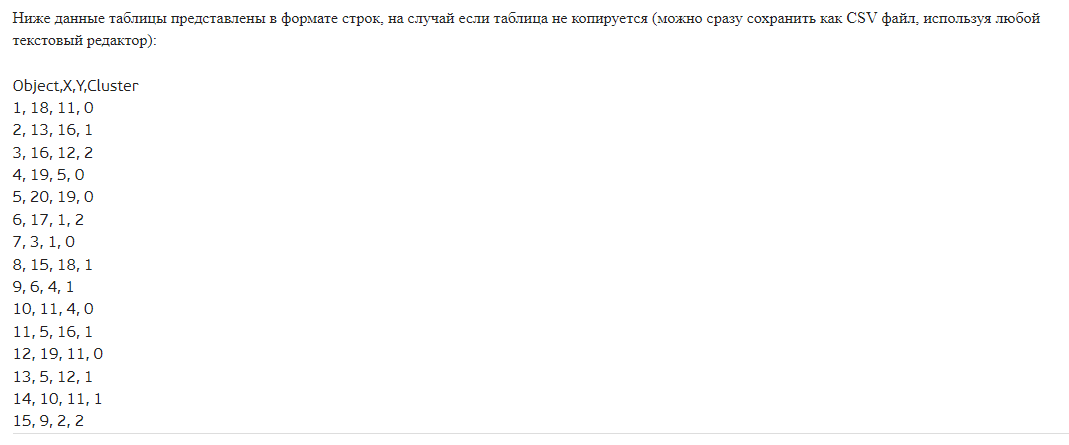 Ниже данные таблицы представлены в формате строк, на случай если таблица не копируется (можно сразу сохранить как CSV файл, используя любой
текстовый редактор):
Object,X,Y,Cluster
1, 18, 11, 0
2, 13, 16, 1
3, 16, 12, 2
4, 19, 5, 0
5, 20, 19, 0
6, 17, 1, 2
7, 3, 1, 0
8, 15, 18, 1
9, 6, 4, 1
10, 11, 4, 0
11, 5, 16, 1
12, 19, 11, 0
13, 5, 12, 1
14, 10, 11, 1
15, 9, 2, 2